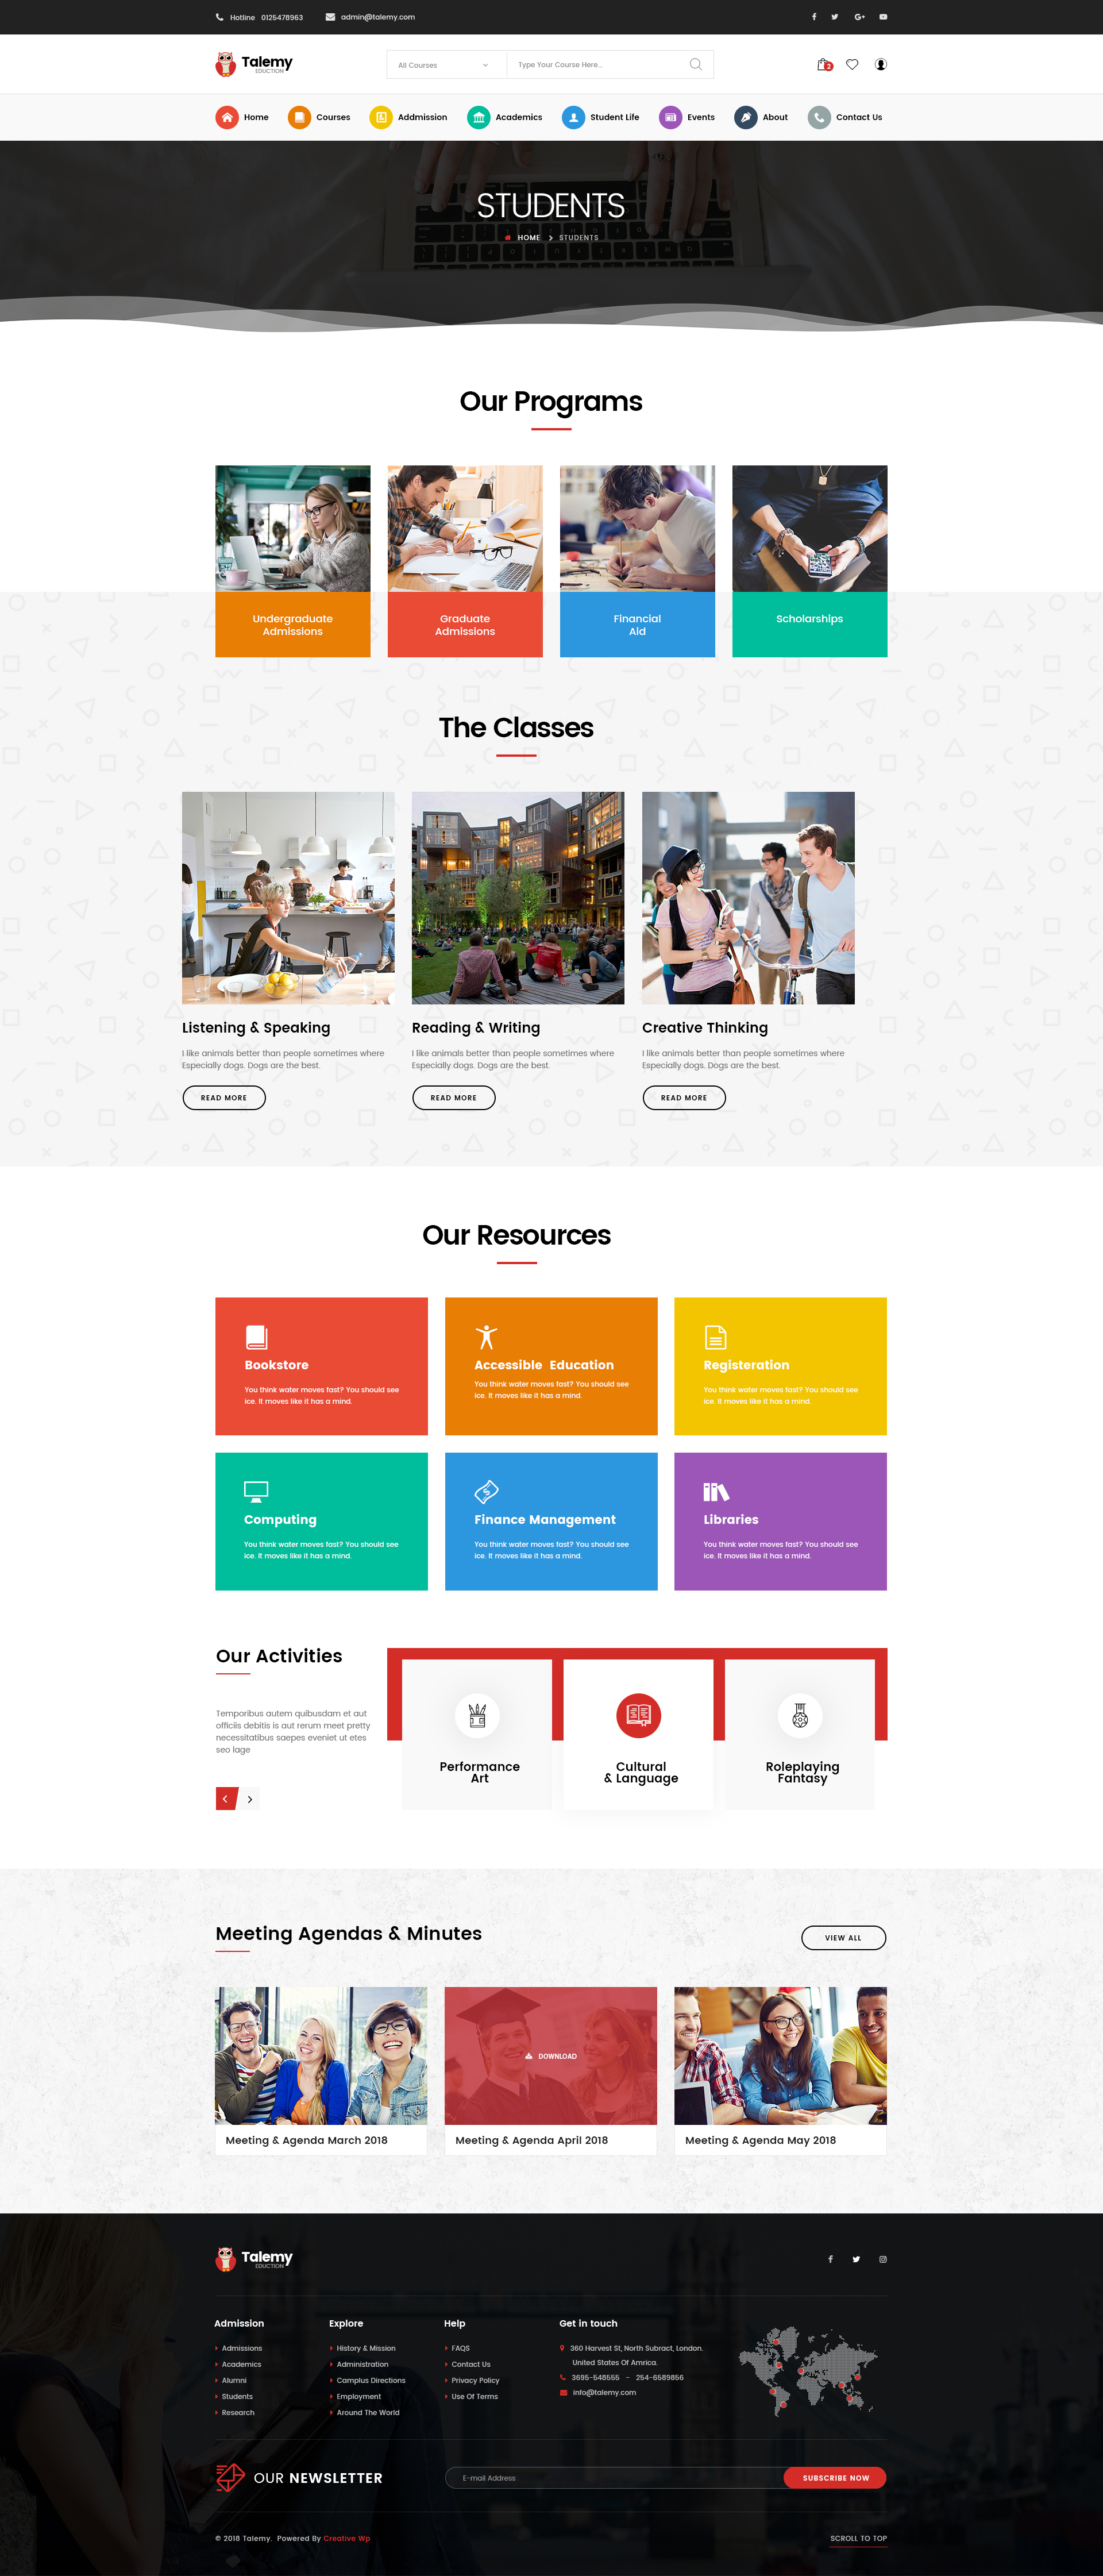 Hotline 0125478963
admin@talemy.com
Talemy
EDUCTION
All Courses
Type Your Course Here...
2
Home
Courses
Addmission
Academics
Student Life
Events
About
Contact Us
STUDENTS
HOME
STUDENTS
Our Programs
Undergraduate
Admissions
Graduate
Admissions
Financial
Aid
Scholarships
The Classes
Listening & Speaking
I like animals better than people sometimes where
Especially dogs. Dogs are the best.
READ MORE
Reading & Writing
I like animals better than people sometimes where
Especially dogs. Dogs are the best.
READ MORE
Creative Thinking
I like animals better than people sometimes where
Especially dogs. Dogs are the best.
READ MORE
Our Resources
Bookstore
You think water moves fast? You should see
ice. It moves like it has a mind.
Accessible Education
You think water moves fast? You should see
ice. It moves like it has a mind.
Registeration
You think water moves fast? You should see
ice. It moves like it has a mind.
Computing
You think water moves fast? You should see
ice. It moves like it has a mind.
Finance Management
You think water moves fast? You should see
ice. It moves like it has a mind.
Libraries
You think water moves fast? You should see
ice. It moves like it has a mind.
Our Activities
Temporibus autem quibusdam et aut
officiis debitis is aut rerum meet pretty
necessitatibus saepes eveniet ut etes
seo lage
Performance
Art
Cultural
& Language
Roleplaying
Fantasy
Meeting Agendas & Minutes
VIEW ALL
DOWNLOAD
Meeting & Agenda March 2018
Meeting & Agenda April 2018
Meeting & Agenda May 2018
Talemy
EDUCTION
Admission
Admissions
Academics
Alumni
Students
Research
Explore
History & Mission
Administration
Camplus Directions
Employment
Around The World
Help
FAQS
Contact Us
Privacy Policy
Use Of Terms
Get in touch
360 Harvest St, North Subract, London.
United States Of Amrica.
3695-548555 - 254-6589856
info@talemy.com
OUR NEWSLETTER
E-mail Address
SUBSCRIBE NOW
© 2018 Talemy. Powered By Creative Wp
SCROLL TO TOP